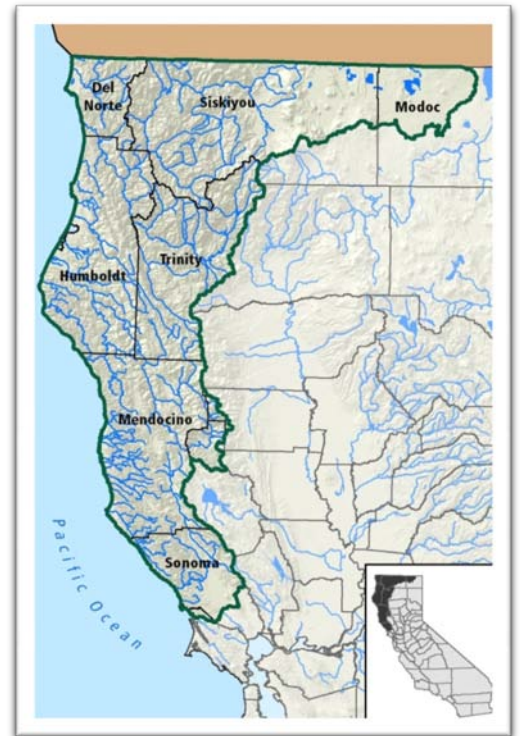 Del
Norte
Siskiyou
Modoc
Humboldt
Trinity
Mendocino
Sonoma
Pacific Ocean